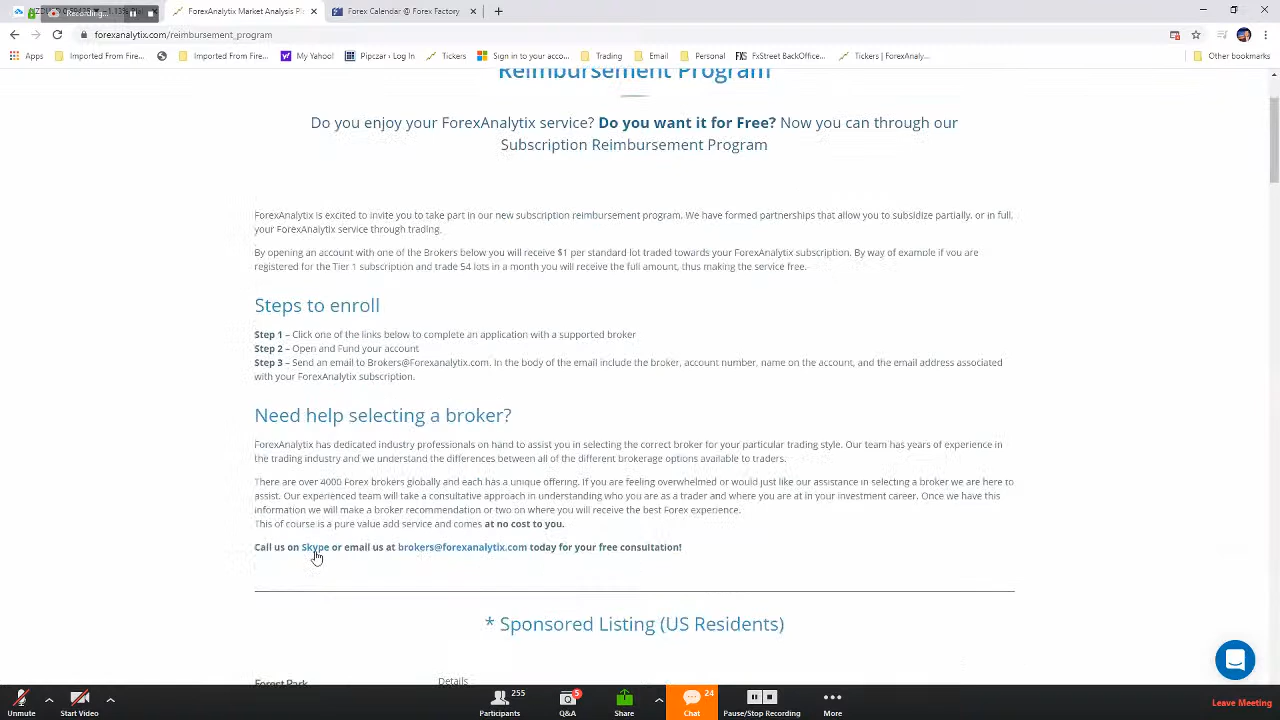 Recording...
ForexAnalytix Market Analysis P
Forex Calendar @ Forex Factory
forexanalytix.com/reimbursement_program
Apps
Imported From Fire...
Imported From Fire...
My Yahoo!
Pipczar › Log In
Tickers
Sign in to your acco...
Trading
Email
Personal
FXStreet BackOffice...
Tickers | ForexAnaly...
Other bookmarks
Reimbursement Program
Do you enjoy your ForexAnalytix service? Do you want it for Free? Now you can through our
Subscription Reimbursement Program
ForexAnalytix is excited to invite you to take part in our new subscription reimbursement program. We have formed partnerships that allow you to subsidize partially, or in full,
your ForexAnalytix service through trading.
By opening an account with one of the Brokers below you will receive $1 per standard lot traded towards your ForexAnalytix subscription. By way of example if you are
registered for the Tier 1 subscription and trade 54 lots in a month you will receive the full amount, thus making the service free.
Steps to enroll
Step 1 – Click one of the links below to complete an application with a supported broker
Step 2 – Open and Fund your account
Step 3 – Send an email to Brokers@Forexanalytix.com. In the body of the email include the broker, account number, name on the account, and the email address associated
with your ForexAnalytix subscription.
Need help selecting a broker?
ForexAnalytix has dedicated industry professionals on hand to assist you in selecting the correct broker for your particular trading style. Our team has years of experience in
the trading industry and we understand the differences between all of the different brokerage options available to traders.
There are over 4000 Forex brokers globally and each has a unique offering. If you are feeling overwhelmed or would just like our assistance in selecting a broker we are here to
assist. Our experienced team will take a consultative approach in understanding who you are as a trader and where you are at in your investment career. Once we have this
information we will make a broker recommendation or two on where you will receive the best Forex experience.
This of course is a pure value add service and comes at no cost to you.
Call us on Skype or email us at brokers@forexanalytix.com today for your free consultation!
* Sponsored Listing (US Residents)
Forest Park
Details
255
5
24
Unmute
Start Video
Participants
Q&A
Share
Chat
Pause/Stop Recording
More
Leave Meeting